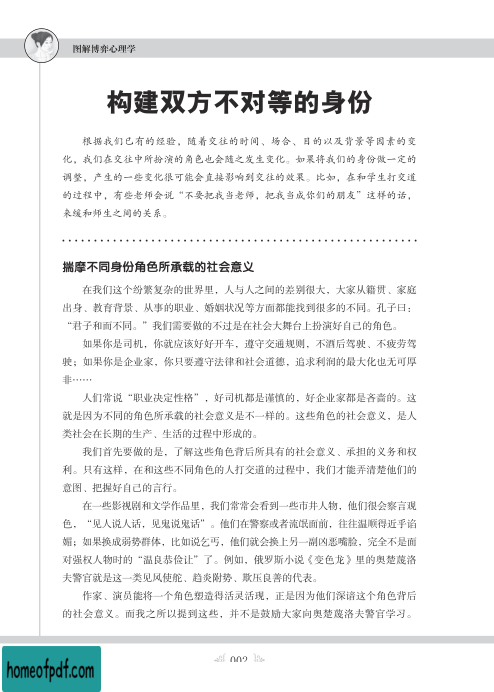 图解博弈心理学
构建双方不对等的身份
根据我们已有的经验，随着交往的时间、场合、目的以及背景等因素的变
化，我们在交往中所扮演的角色也会随之发生变化。如果将我们的身份做一定的
调整，产生的一些变化很可能会直接影响到交往的效果。比如，在和学生打交道
的过程中，有些老师会说“不要把我当老师，把我当成你们的朋友”这样的话，
来缓和师生之间的关系。
揣摩不同身份角色所承载的社会意义
在我们这个纷繁复杂的世界里，人与人之间的差别很大，大家从籍贯、家庭
出身、教育背景、从事的职业、婚姻状况等方面都能找到很多的不同。孔子曰：
“君子和而不同。”我们需要做的不过是在社会大舞台上扮演好自己的角色。
如果你是司机，你就应该好好开车，遵守交通规则，不酒后驾驶、不疲劳驾
驶；如果你是企业家，你只要遵守法律和社会道德，追求利润的最大化也无可厚
非……
人们常说“职业决定性格”，好司机都是谨慎的，好企业家都是吝啬的。这
就是因为不同的角色所承载的社会意义是不一样的。这些角色的社会意义，是人
类社会在长期的生产、生活的过程中形成的。
我们首先要做的是，了解这些角色背后所具有的社会意义、承担的义务和权
利。只有这样，在和这些不同角色的人打交道的过程中，我们才能弄清楚他们的
意图、把握好自己的言行。
在一些影视剧和文学作品里，我们常常会看到一些市井人物，他们很会察言观
色，“见人说人话，见鬼说鬼话”。他们在警察或者流氓面前，往往温顺得近乎谄
媚；如果换成弱势群体，比如说乞丐，他们就会换上另一副凶恶嘴脸，完全不是面
对强权人物时的“温良恭俭让”了。例如，俄罗斯小说《变色龙》里的奥楚蔑洛
夫警官就是这一类见风使舵、趋炎附势、欺压良善的代表。
作家、演员能将一个角色塑造得活灵活现，正是因为他们深谙这个角色背后
的社会意义。而我之所以提到这些，并不是鼓励大家向奥楚蔑洛夫警官学习。
002
homeofpdf.com